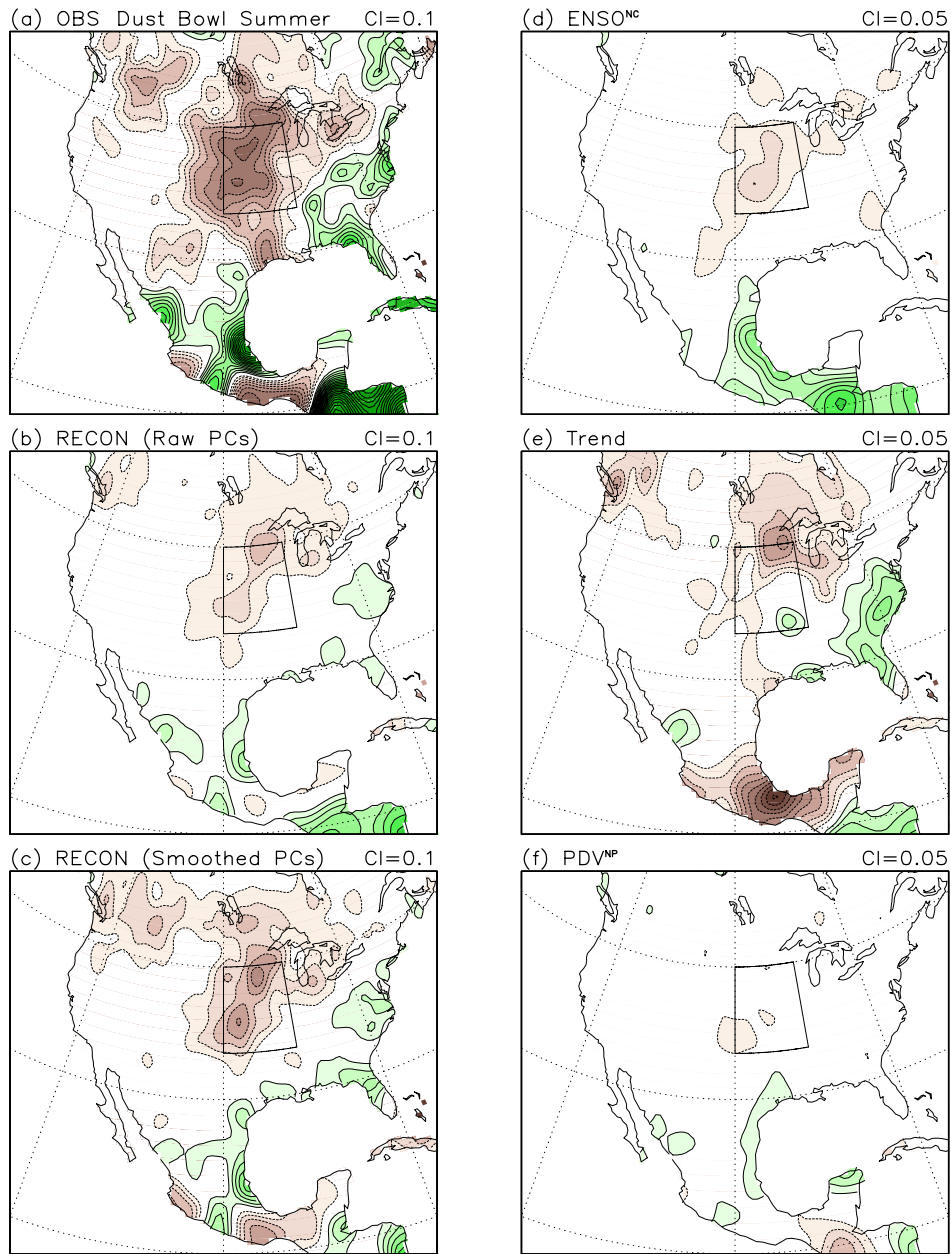 (a) OBS Dust Bowl Summer CI=0.1
(d) ENSO^NC CI=0.05
(b) RECON (Raw PCs) CI=0.1
(e) Trend CI=0.05
(c) RECON (Smoothed PCs) CI=0.1
(f) PDV^NP CI=0.05